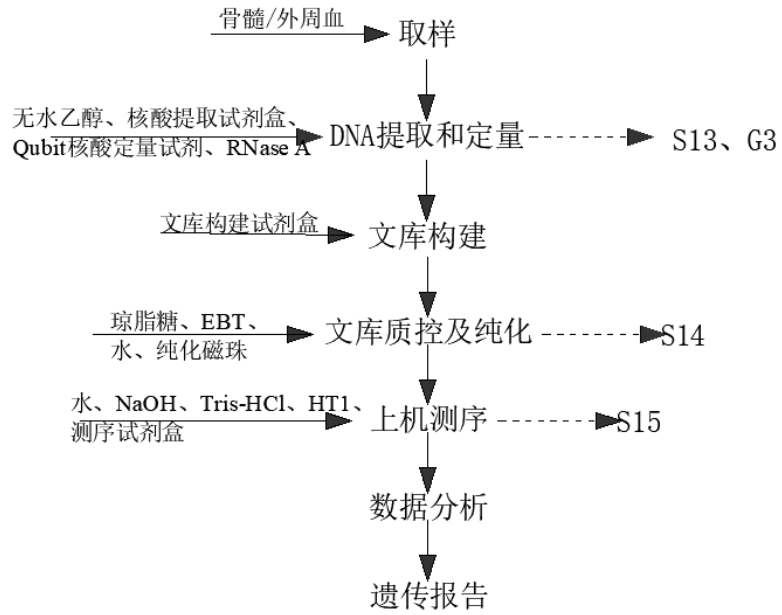 骨髓/外周血
取样
无水乙醇、核酸提取试剂盒、
Qubit核酸定量试剂、RNase A
DNA提取和定量
S13、G3
文库构建试剂盒
文库构建
琼脂糖、EBT、
水、纯化磁珠
文库质控及纯化
S14
水、NaOH、Tris-HCl、HT1、
测序试剂盒
上机测序
S15
数据分析
遗传报告